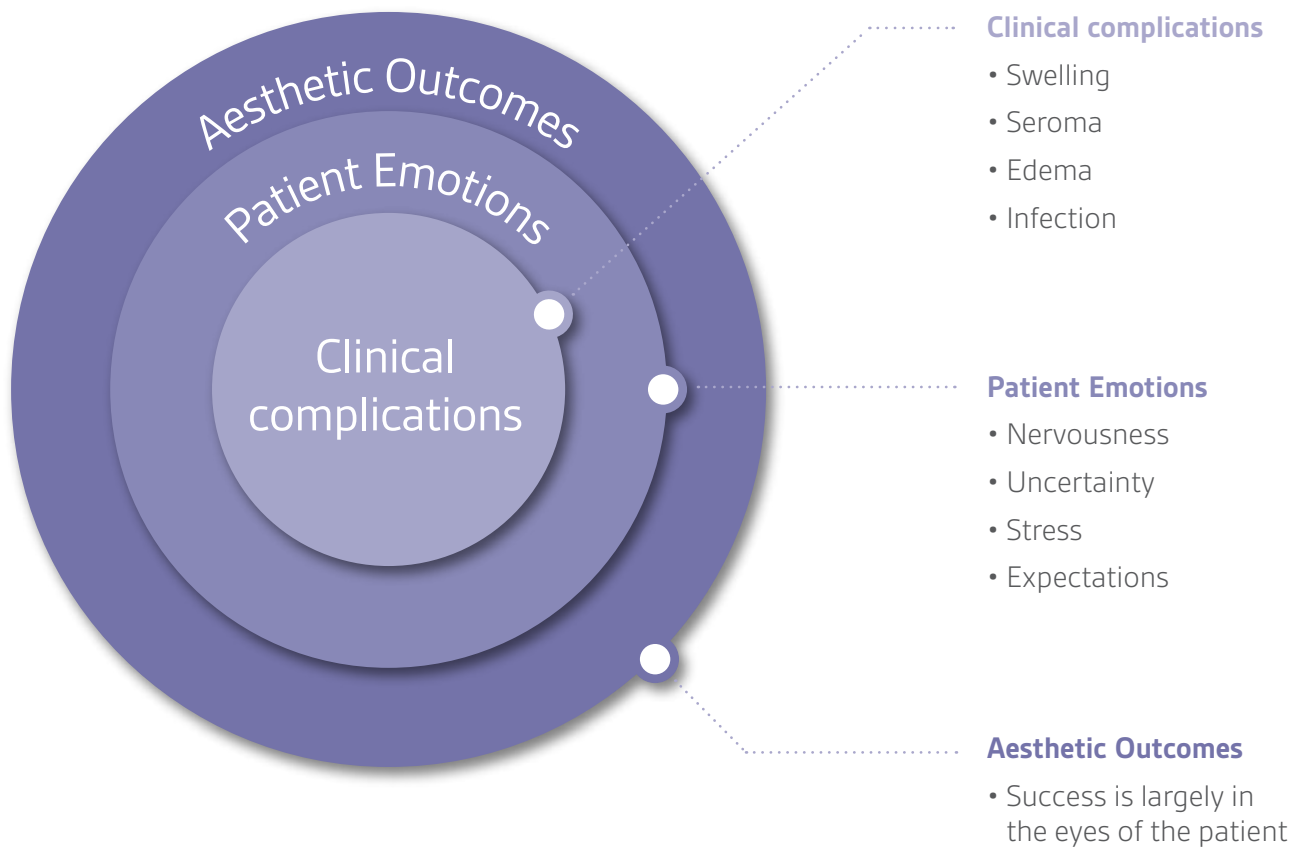 Aesthetic Outcomes
Patient Emotions
Clinical
complications
Clinical complications
• Swelling
• Seroma
• Edema
• Infection
Patient Emotions
• Nervousness
• Uncertainty
• Stress
• Expectations
Aesthetic Outcomes
• Success is largely in
the eyes of the patient